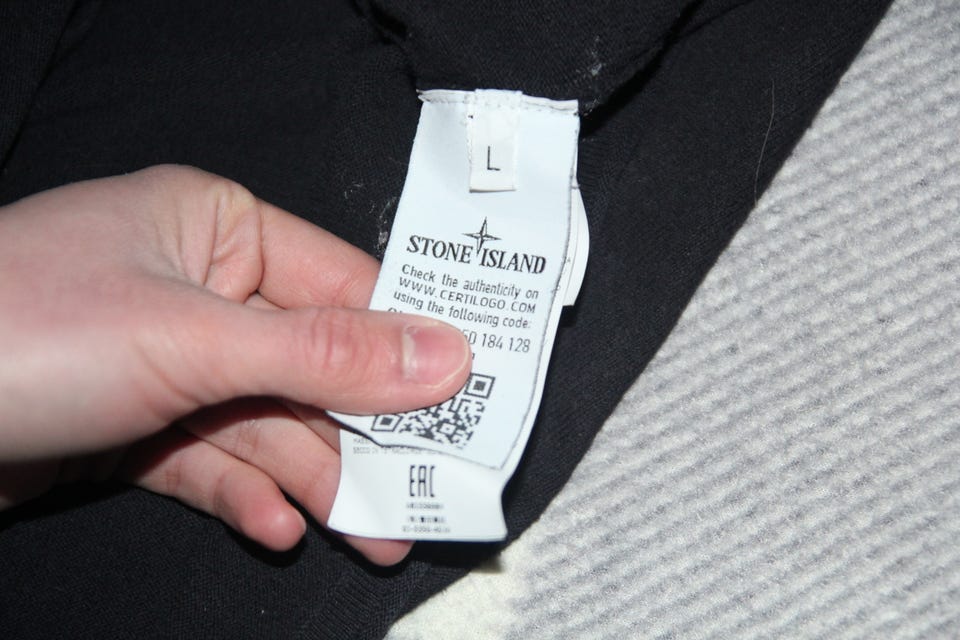 L
STONE ISLAND
Check the authenticity on
WWW.CERTILOGO.COM
using the following code:
50 184 128
EAC